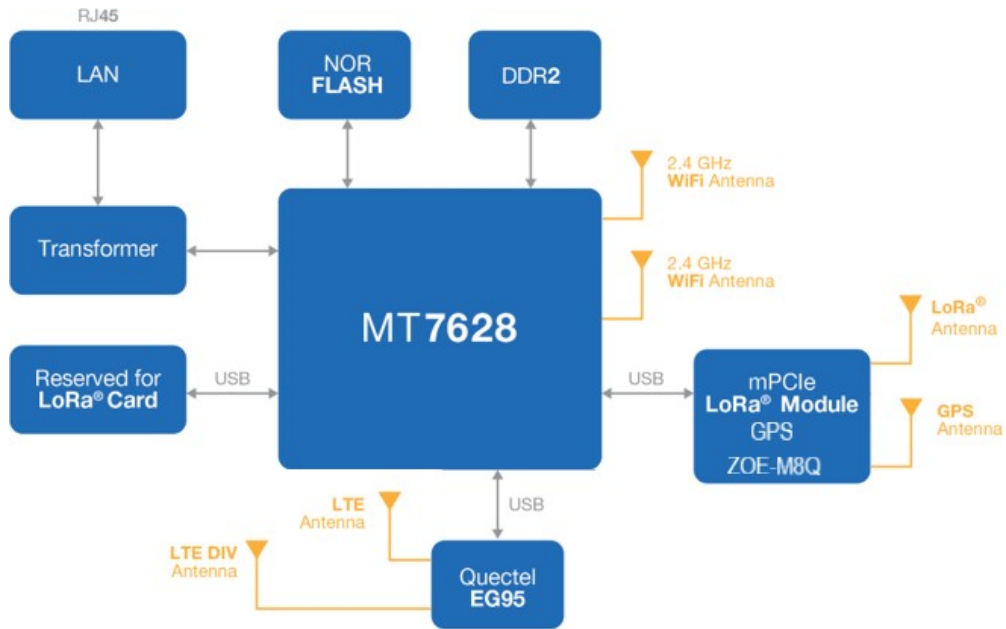 RJ45
LAN
NOR
FLASH
DDR2
2.4 GHz
WiFi Antenna
Transformer
2.4 GHz
WiFi Antenna
MT7628
LoRa®
Antenna
Reserved for
LoRa® Card
USB
USB
mPCIe
LoRa® Module
GPS
ZOE-M8Q
GPS
Antenna
LTE
Antenna
USB
LTE DIV
Antenna
Quectel
EG95